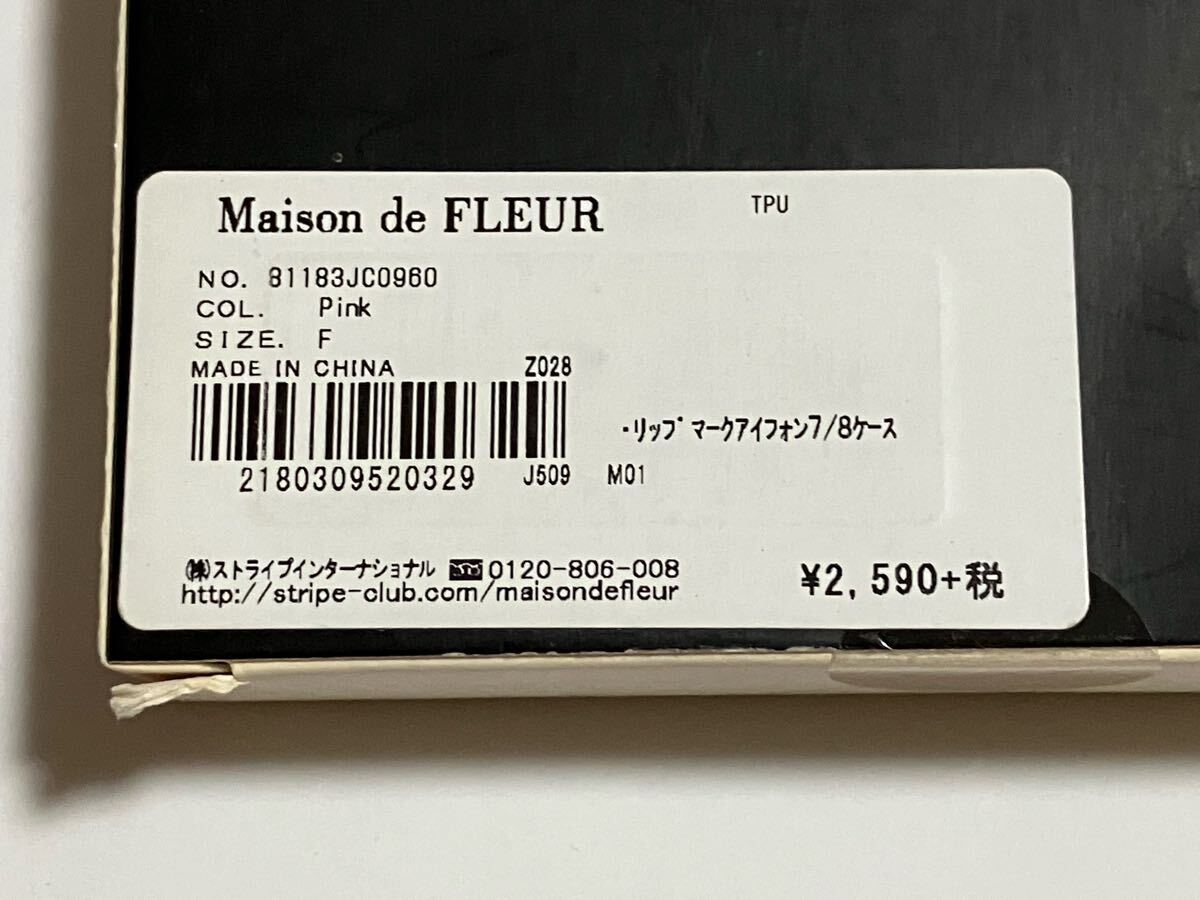 Maison de FLEUR
TPU
NO. 81183JC0960
COL. Pink
SIZE. F
MADE IN CHINA Z028
・リップマークアイフォン7/8ケース
2180309520329 J509 M01
㈱ストライプインターナショナル 0120-806-008
http://stripe-club.com/maisondefleur
¥2,590+税